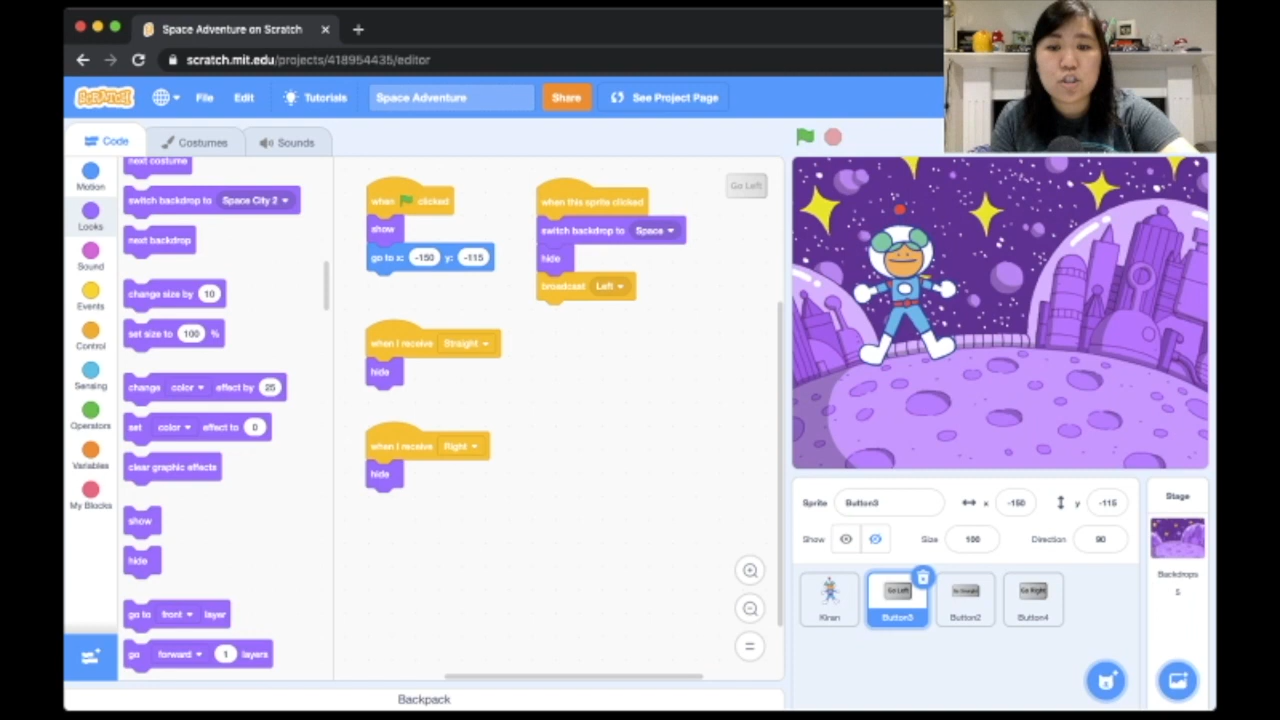 Space Adventure on Scratch
scratch.mit.edu/projects/418954435/editor
SCRATCH
File
Edit
Tutorials
Space Adventure
Share
See Project Page
Code
Costumes
Sounds
Motion
Looks
Sound
Events
Control
Sensing
Operators
Variables
My Blocks
next costume
switch backdrop to Space City 2
next backdrop
change size by 10
set size to 100 %
change color effect by 25
set color effect to 0
clear graphic effects
show
hide
go to front layer
go forward 1 layers
when clicked
show
go to x: -150 y: -115
when I receive Straight
hide
when I receive Right
hide
when this sprite clicked
switch backdrop to Space
hide
broadcast Left
Go Left
Backpack
Sprite Button3 x -150 y -115
Show Size 100 Direction 90
Kiran
Go Left
Button3
Go Straight
Button2
Go Right
Button4
Stage
Backdrops
5